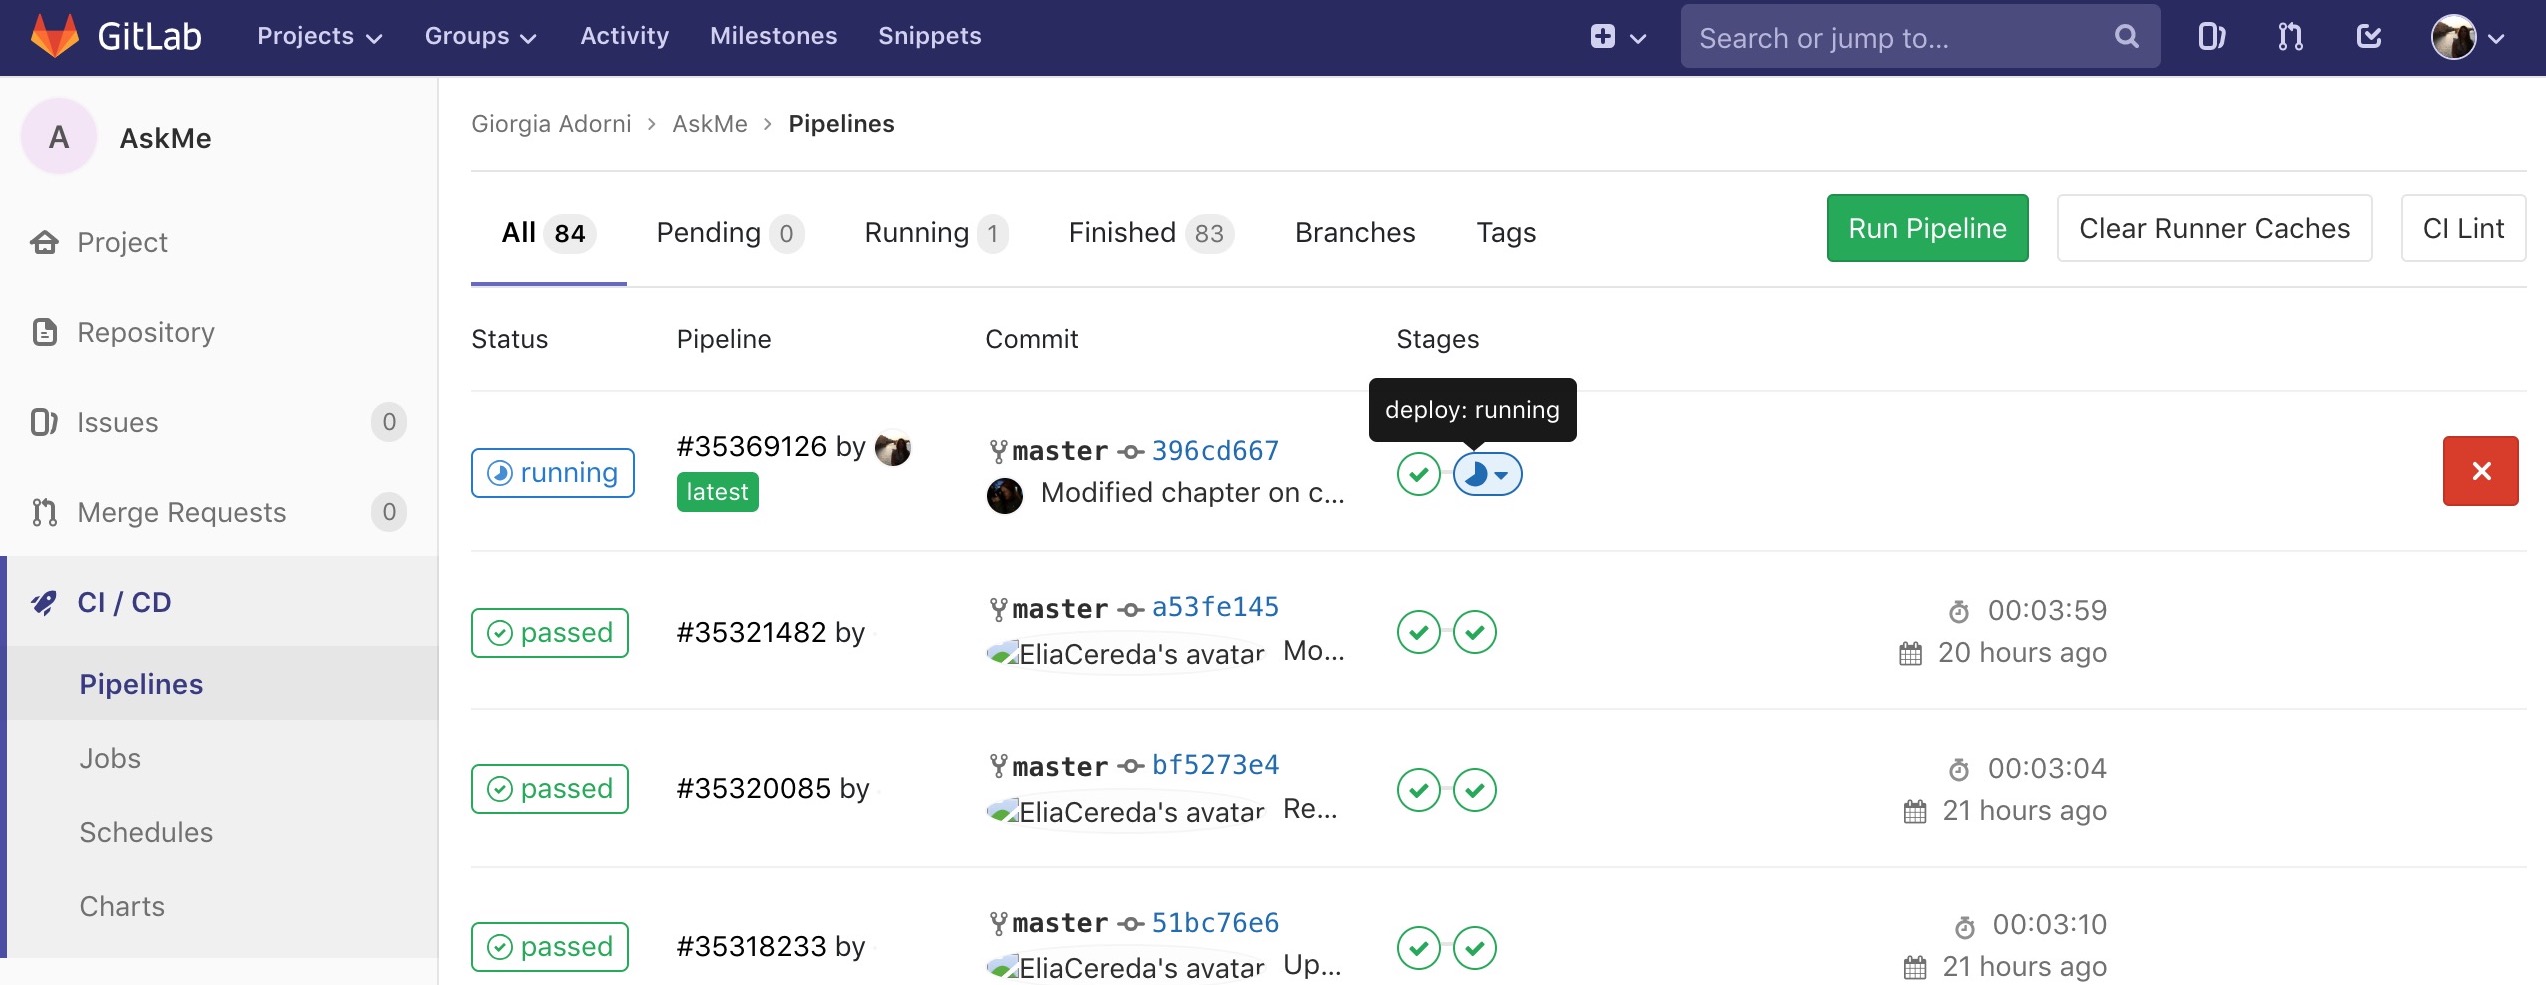 GitLab Projects Groups Activity Milestones Snippets Search or jump to...
A AskMe
Giorgia Adorni > AskMe > Pipelines
Project
Repository
Issues 0
Merge Requests 0
CI / CD
Pipelines
Jobs
Schedules
Charts
All 84 Pending 0 Running 1 Finished 83 Branches Tags Run Pipeline Clear Runner Caches CI Lint
Status Pipeline Commit Stages
deploy: running
running #35369126 by master 396cd667
latest Modified chapter on c...
passed #35321482 by master a53fe145 00:03:59
EliaCereda's avatar Mo... 20 hours ago
passed #35320085 by master bf5273e4 00:03:04
EliaCereda's avatar Re... 21 hours ago
passed #35318233 by master 51bc76e6 00:03:10
EliaCereda's avatar Up... 21 hours ago